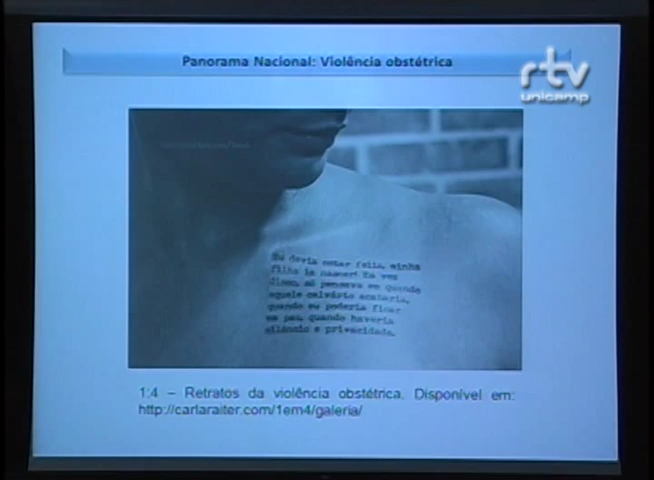 Panorama Nacional: Violência obstétrica
rtv
unicamp
Eu devia estar feliz, minha
filha ia nascer! Em vez
disso, só pensava em quando
aquele calvário acabaria,
quando eu poderia ficar
em paz, quando haveria
silêncio e privacidade.
1:4 – Retratos da violência obstétrica. Disponível em:
http://carlaraiter.com/1em4/galeria/